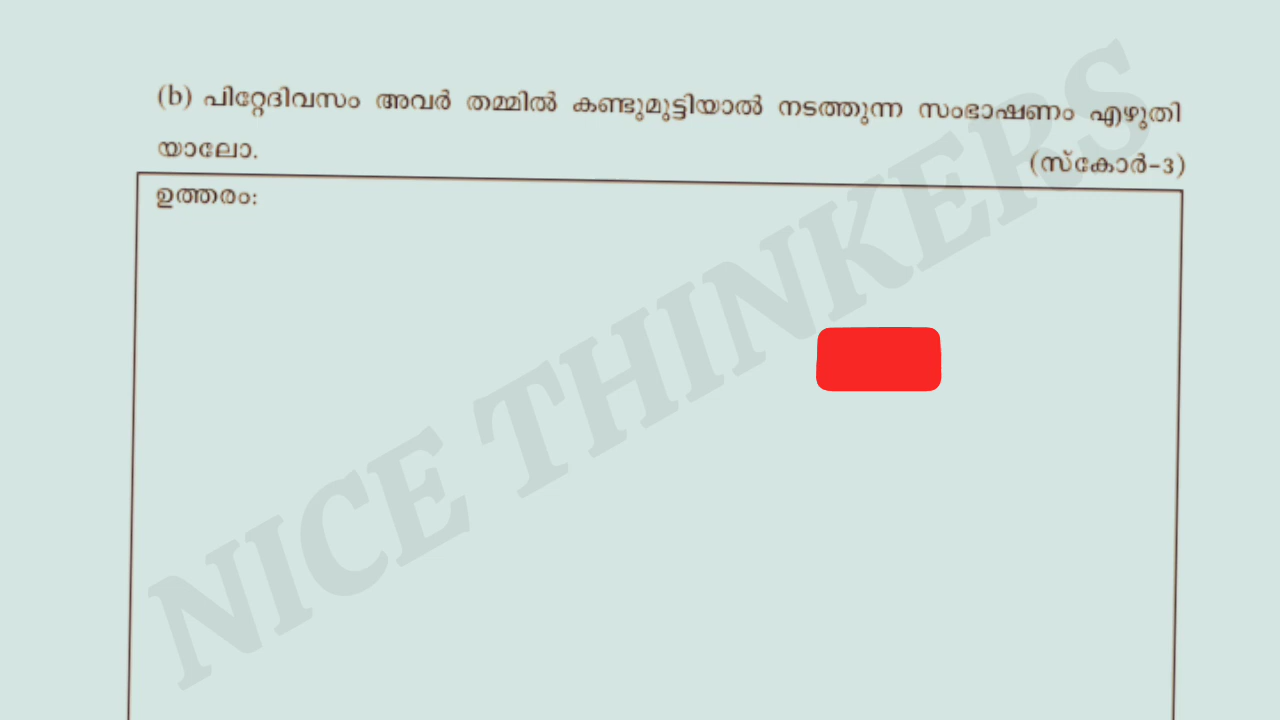 (b) പിറ്റേദിവസം അവർ തമ്മിൽ കണ്ടുമുട്ടിയാൽ നടത്തുന്ന സംഭാഷണം എഴുതി
യാലോ.
(സ്കോർ-3)
ഉത്തരം:
NICE THINKERS